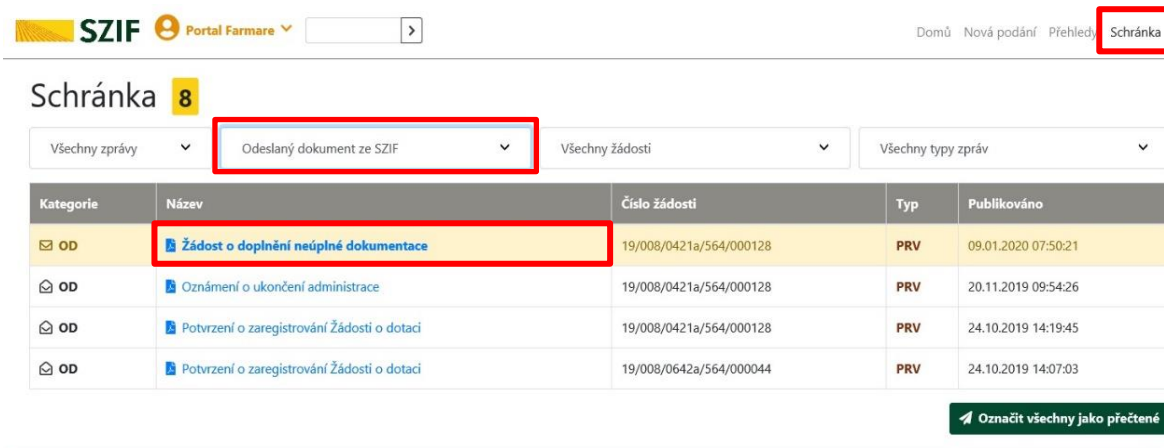 SZIF Portal Farmare > Domů Nová podání Přehledy Schránka
Schránka 8
Všechny zprávy Odeslaný dokument ze SZIF Všechny žádosti Všechny typy zpráv
Kategorie Název Číslo žádosti Typ Publikováno
OD Žádost o doplnění neúplné dokumentace 19/008/0421a/564/000128 PRV 09.01.2020 07:50:21
OD Oznámení o ukončení administrace 19/008/0421a/564/000128 PRV 20.11.2019 09:54:26
OD Potvrzení o zaregistrování Žádosti o dotaci 19/008/0421a/564/000128 PRV 24.10.2019 14:19:45
OD Potvrzení o zaregistrování Žádosti o dotaci 19/008/0642a/564/000044 PRV 24.10.2019 14:07:03
Označit všechny jako přečtené